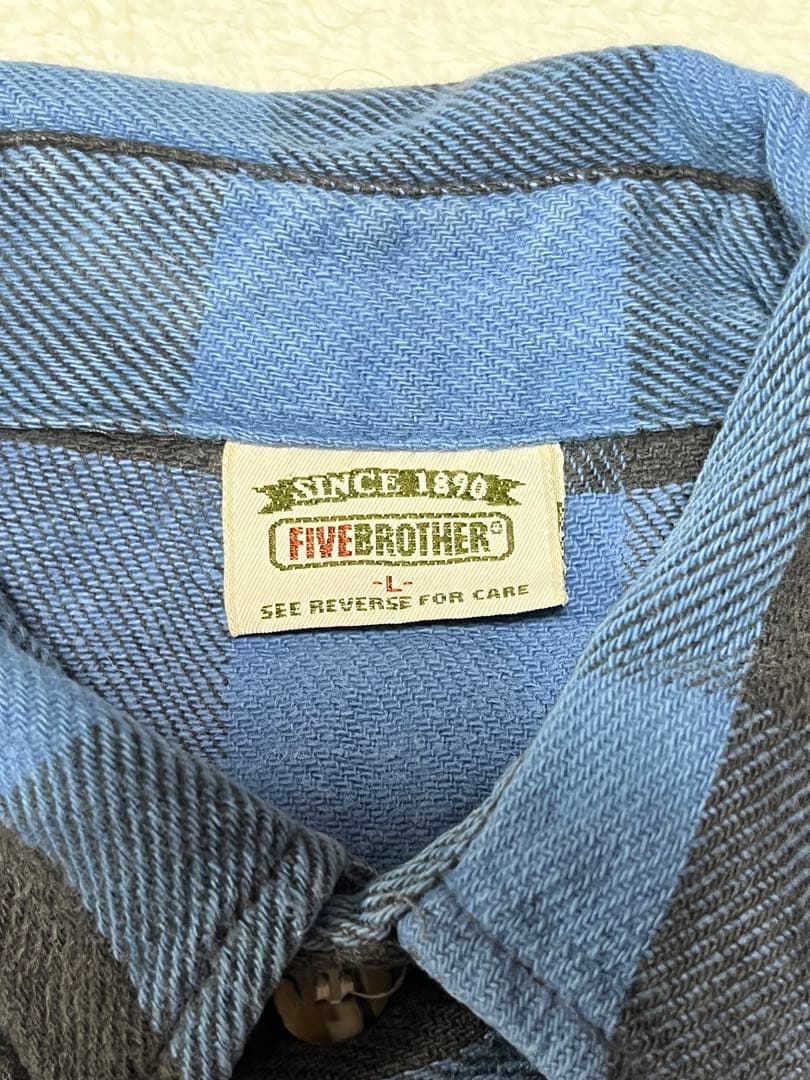 SINCE 1890
FIVEBROTHER®
-L-
SEE REVERSE FOR CARE